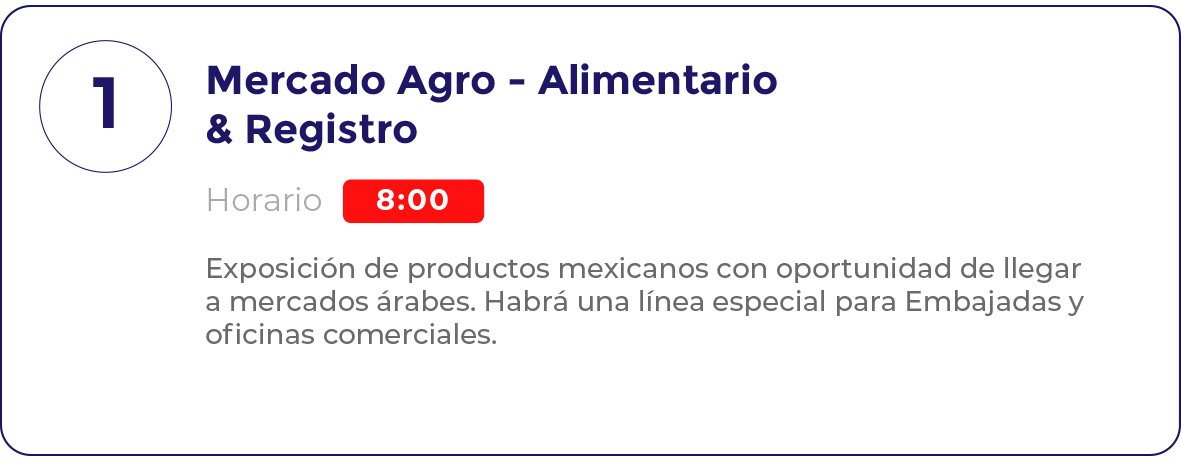 1
Mercado Agro - Alimentario
& Registro
Horario 8:00
Exposición de productos mexicanos con oportunidad de llegar
a mercados árabes. Habrá una línea especial para Embajadas y
oficinas comerciales.